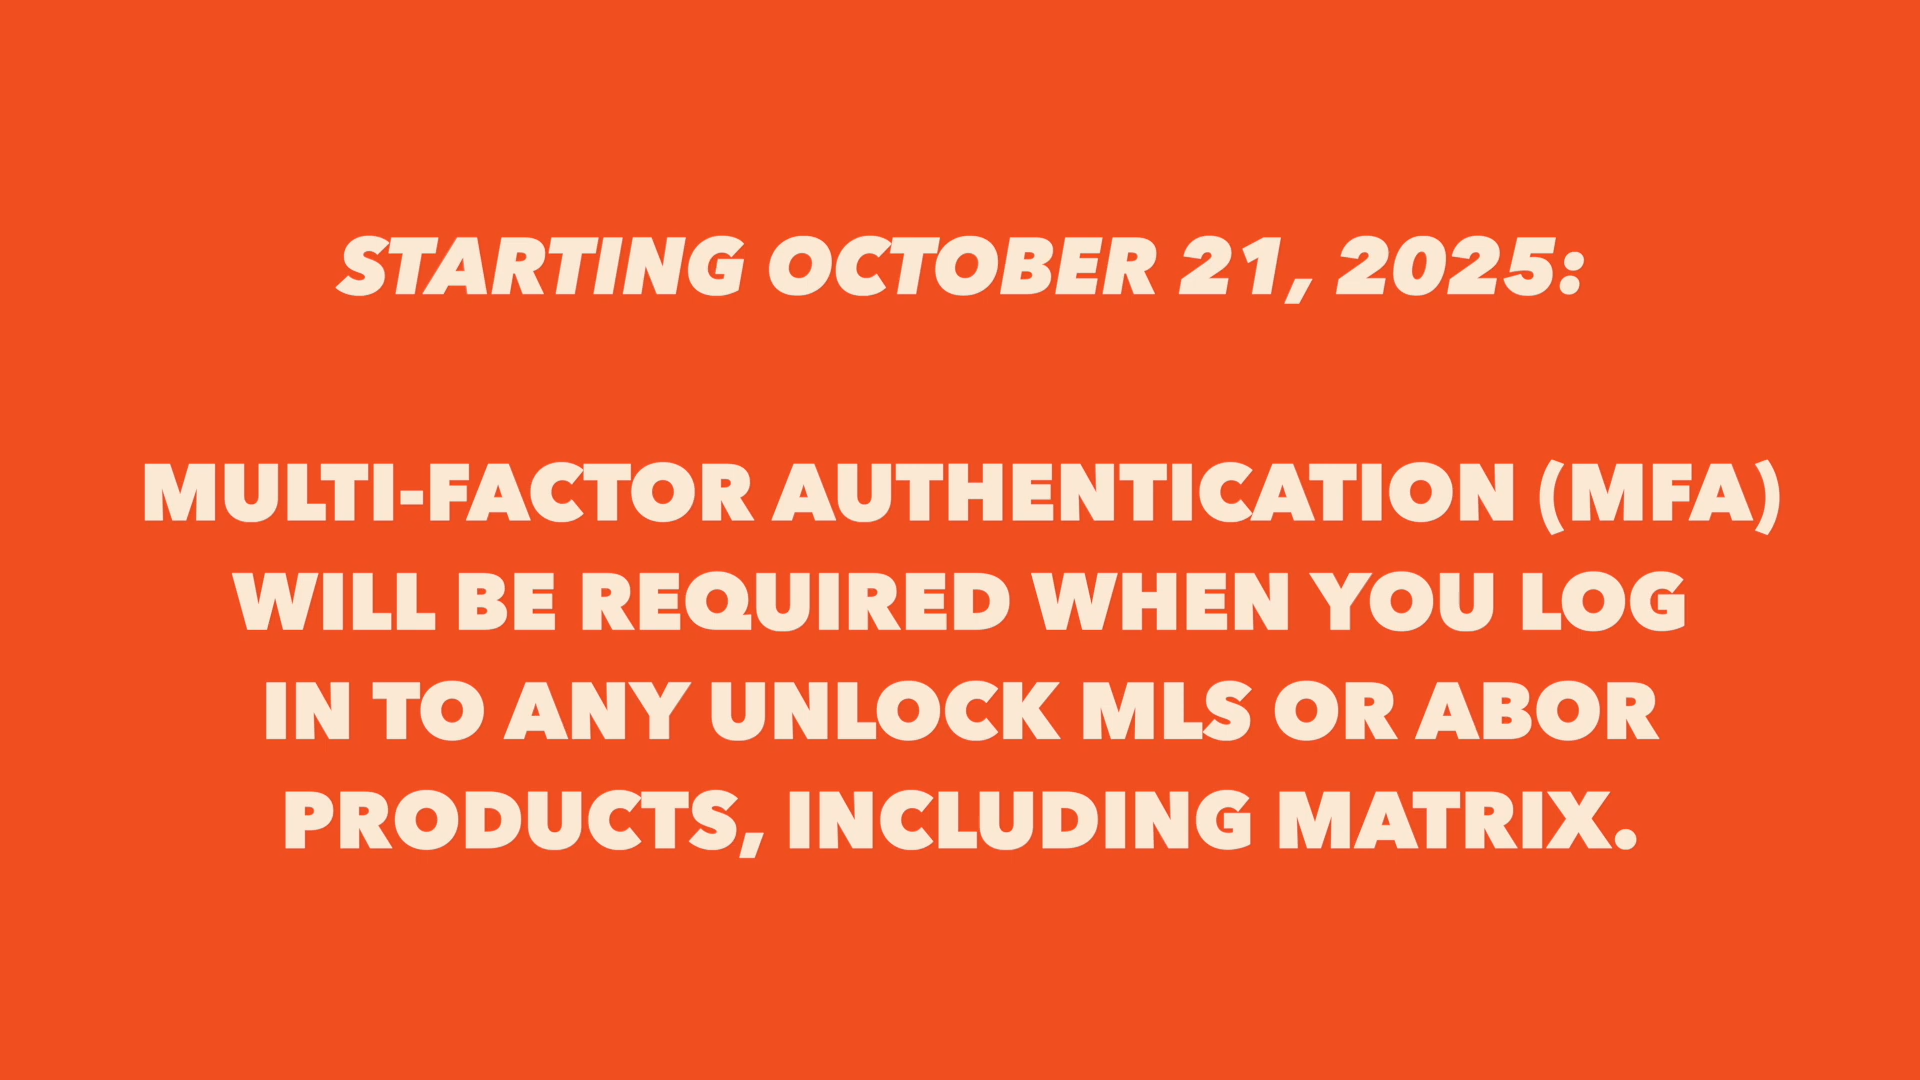 STARTING OCTOBER 21, 2025:
MULTI-FACTOR AUTHENTICATION (MFA)
WILL BE REQUIRED WHEN YOU LOG
IN TO ANY UNLOCK MLS OR ABOR
PRODUCTS, INCLUDING MATRIX.